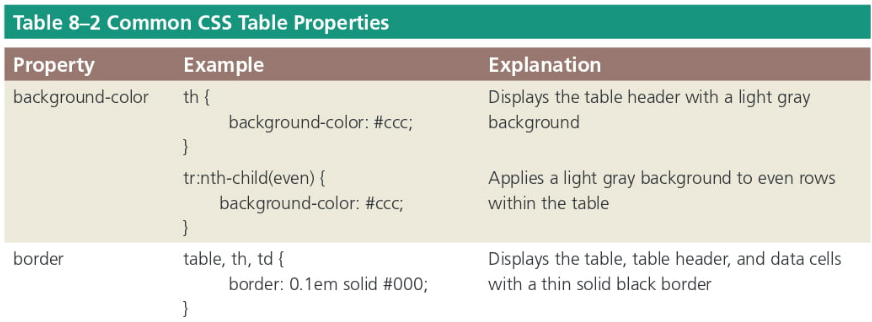 Table 8–2 Common CSS Table Properties
Property Example Explanation
background-color th { Displays the table header with a light gray
background-color: #ccc; background
}
tr:nth-child(even) { Applies a light gray background to even rows
background-color: #ccc; within the table
}
border table, th, td { Displays the table, table header, and data cells
border: 0.1em solid #000; with a thin solid black border
}